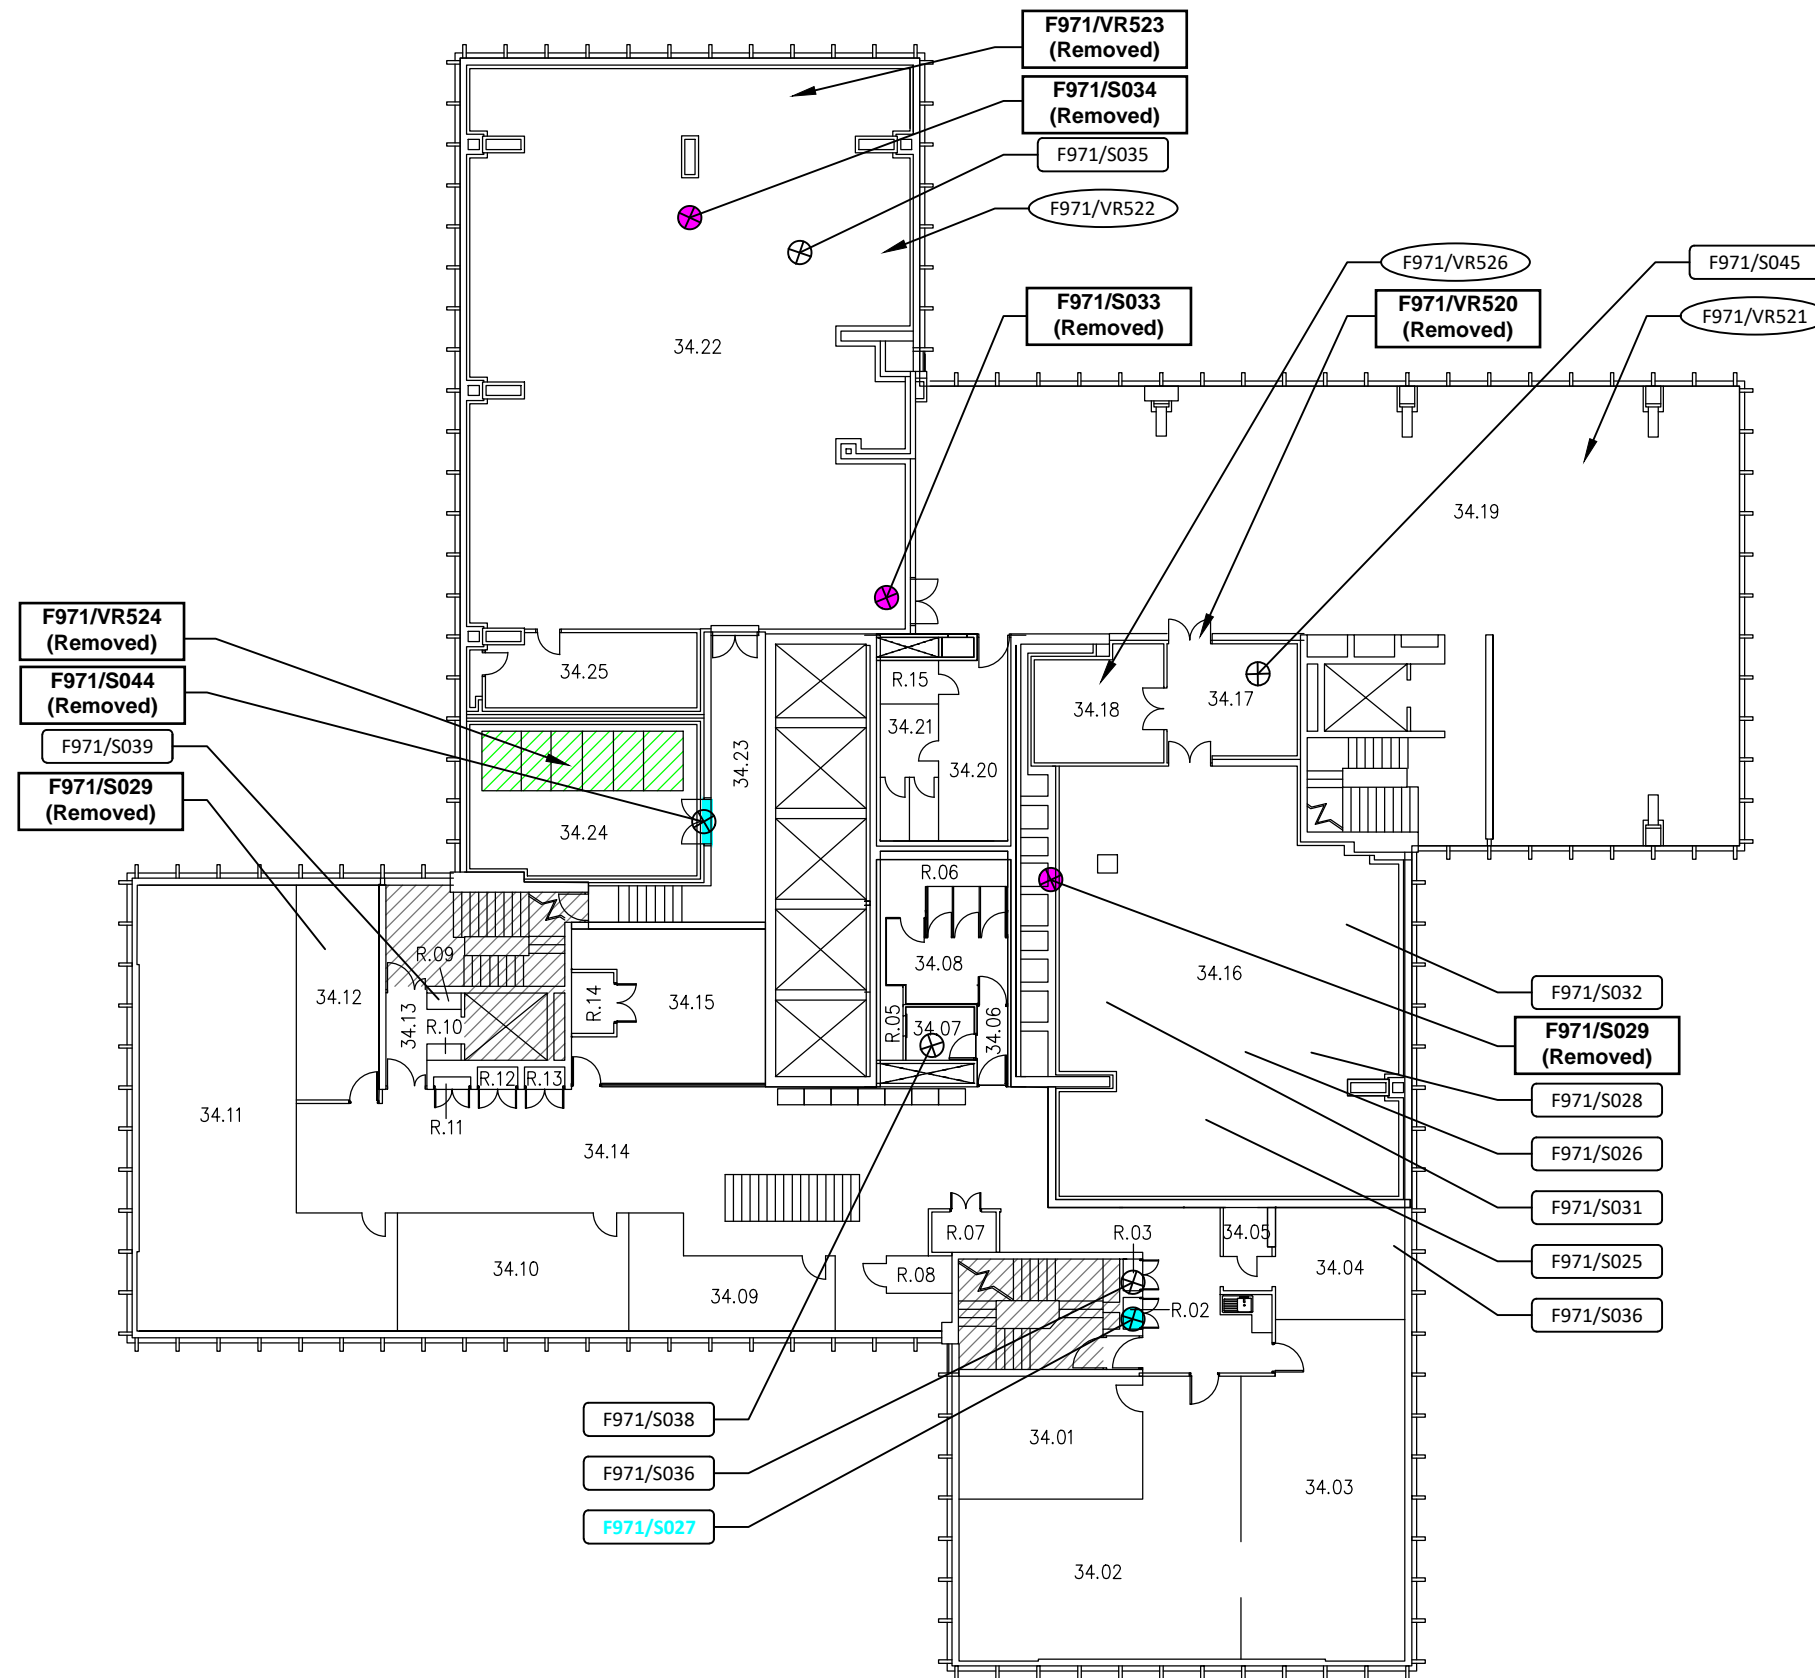 F971/VR523
(Removed)
F971/S034
(Removed)
F971/S035
F971/VR522
F971/VR526
F971/S045
F971/S033
(Removed)
F971/VR520
(Removed)
F971/VR521
34.22
34.19
F971/VR524
(Removed)
F971/S044
(Removed)
F971/S039
F971/S029
(Removed)
34.25
R.15
34.18
34.17
34.21
34.23
34.20
34.24
R.06
R.09
34.08
34.16
34.12
34.15
R.14
34.13
R.10
R.05
34.07
34.06
F971/S032
F971/S029
(Removed)
R.12
R.13
34.11
R.11
34.14
F971/S028
F971/S026
F971/S031
R.07
R.03
34.05
F971/S025
34.10
R.08
34.04
34.09
R.02
F971/S036
F971/S038
34.01
F971/S036
34.03
F971/S027
34.02